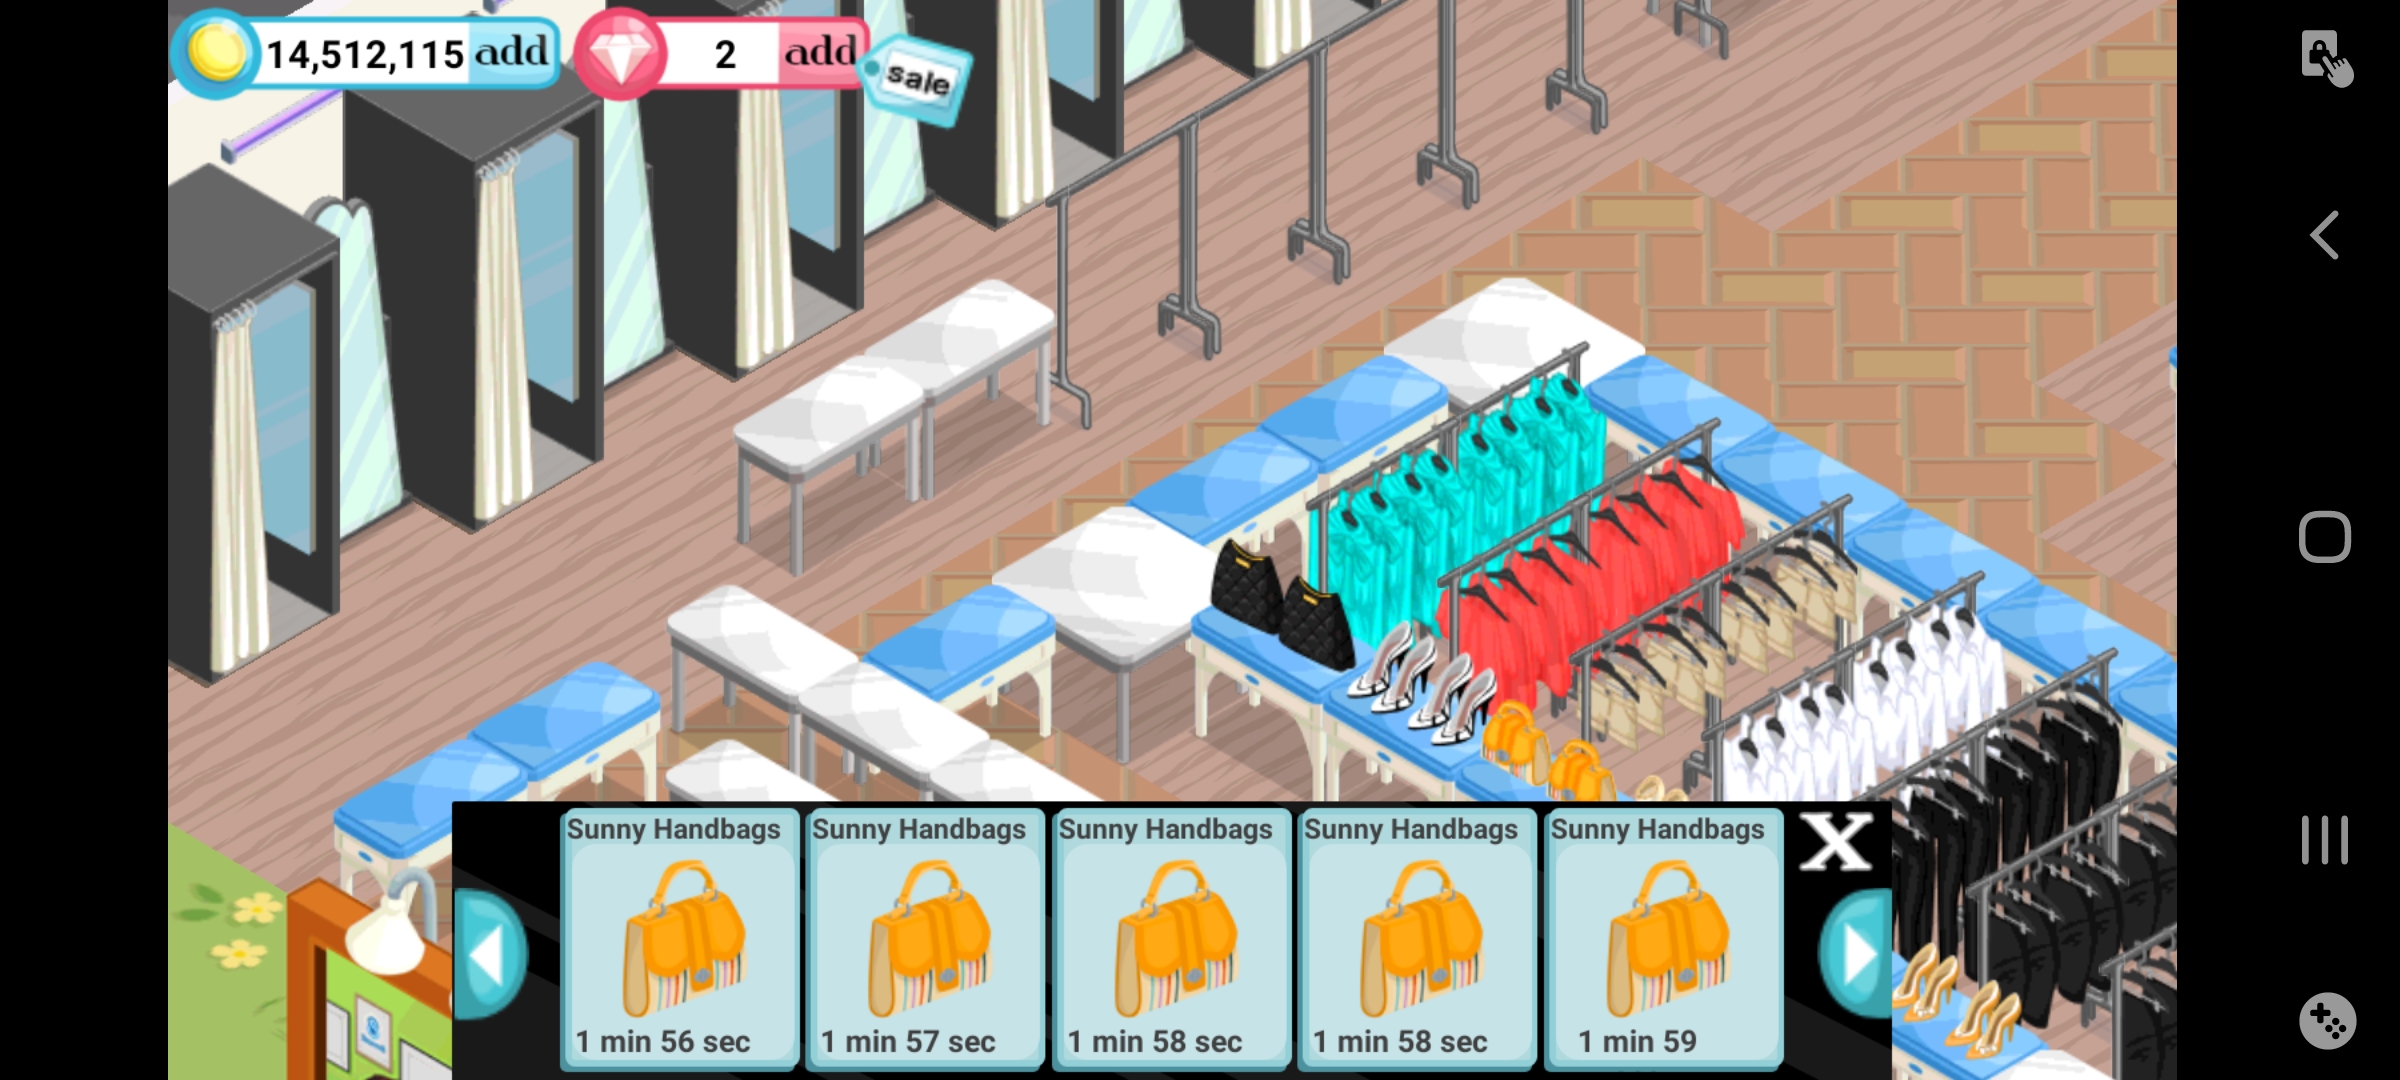 14,512,115 add
2 add
sale
Sunny Handbags
1 min 56 sec
Sunny Handbags
1 min 57 sec
Sunny Handbags
1 min 58 sec
Sunny Handbags
1 min 58 sec
Sunny Handbags
1 min 59
X